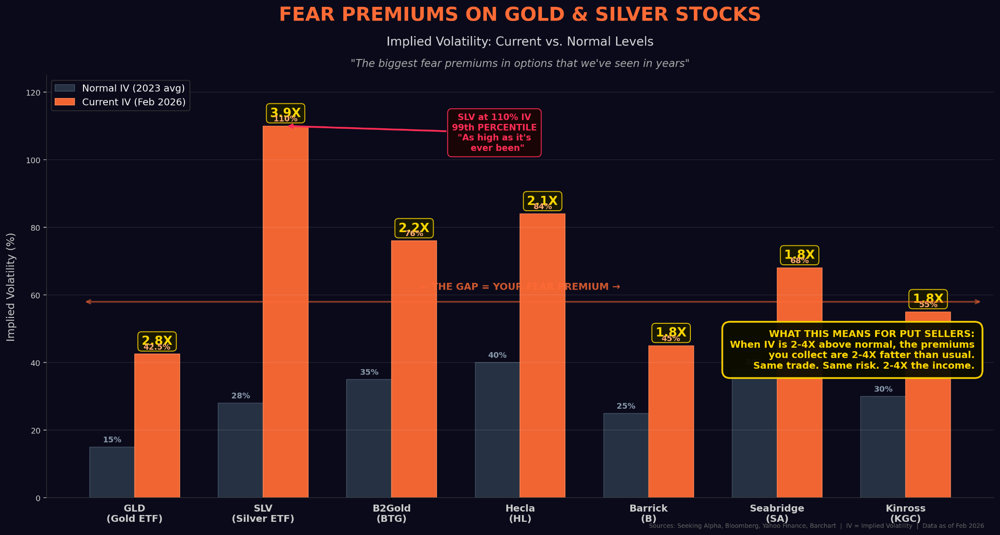 FEAR PREMIUMS ON GOLD & SILVER STOCKS
Implied Volatility: Current vs. Normal Levels
"The biggest fear premiums in options that we've seen in years"
Normal IV (2023 avg)
Current IV (Feb 2026)
Implied Volatility (%)
120
100
80
60
40
20
0
3.9X
110%
SLV at 110% IV
99th PERCENTILE
"As high as it's
ever been"
2.1X
84%
2.2X
76%
1.8X
68%
← THE GAP = YOUR FEAR PREMIUM →
1.8X
55%
2.8X
42.5%
1.8X
45%
WHAT THIS MEANS FOR PUT SELLERS:
When IV is 2-4X above normal, the premiums
you collect are 2-4X fatter than usual.
Same trade. Same risk. 2-4X the income.
15%
28%
35%
40%
25%
30%
GLD
(Gold ETF)
SLV
(Silver ETF)
B2Gold
(BTG)
Hecla
(HL)
Barrick
(B)
Seabridge
(SA)
Kinross
(KGC)
Sources: Seeking Alpha, Bloomberg, Yahoo Finance, Barchart | IV = Implied Volatility | Data as of Feb 2026